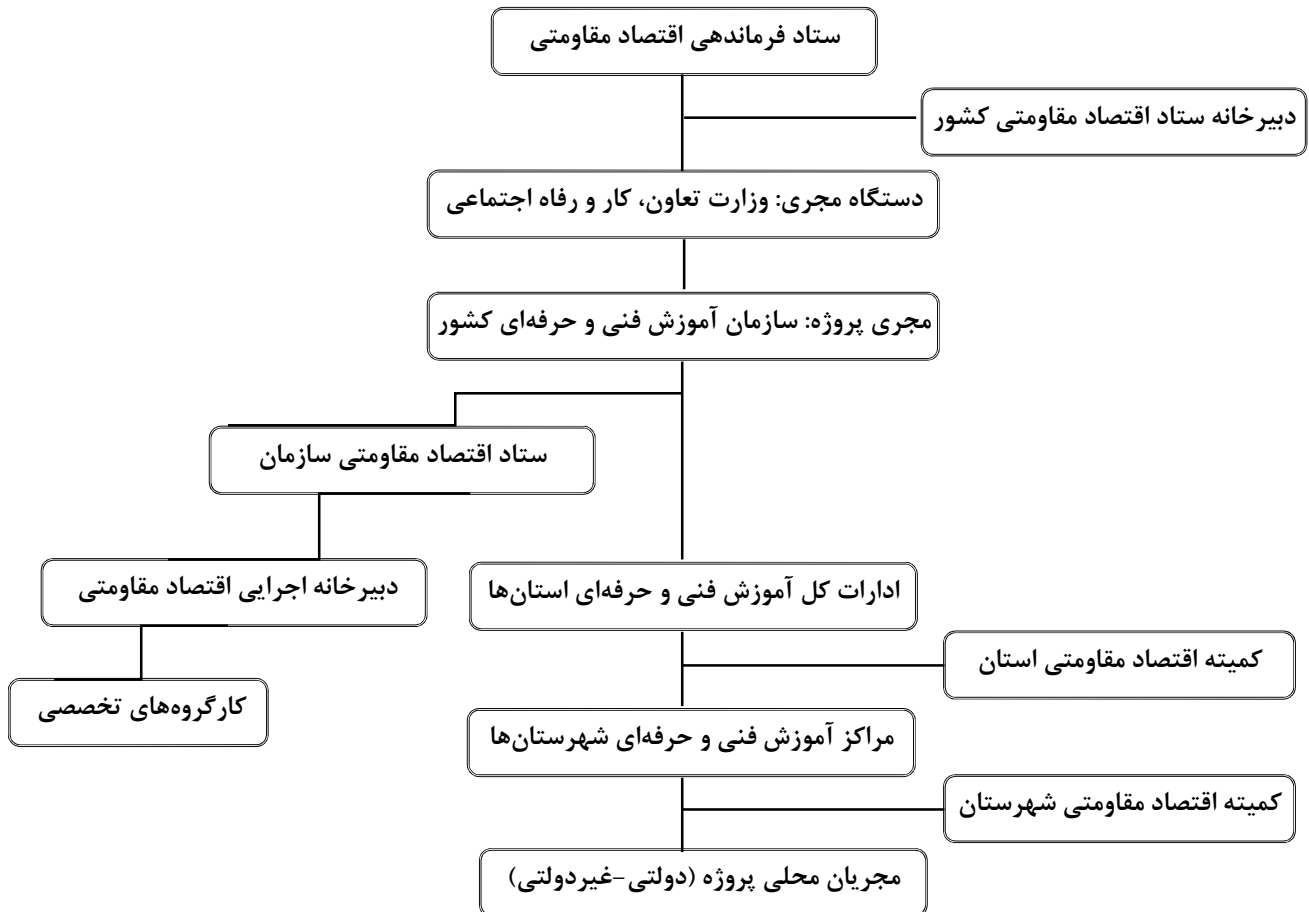 ستاد فرماندهی اقتصاد مقاومتی
دبیرخانه ستاد اقتصاد مقاومتی کشور
دستگاه مجری: وزارت تعاون، کار و رفاه اجتماعی
مجری پروژه: سازمان آموزش فنی و حرفه‌ای کشور
ستاد اقتصاد مقاومتی سازمان
دبیرخانه اجرایی اقتصاد مقاومتی
ادارات کل آموزش فنی و حرفه‌ای استان‌ها
کمیته اقتصاد مقاومتی استان
کارگروه‌های تخصصی
مراکز آموزش فنی و حرفه‌ای شهرستان‌ها
کمیته اقتصاد مقاومتی شهرستان
مجریان محلی پروژه (دولتی-غیردولتی)